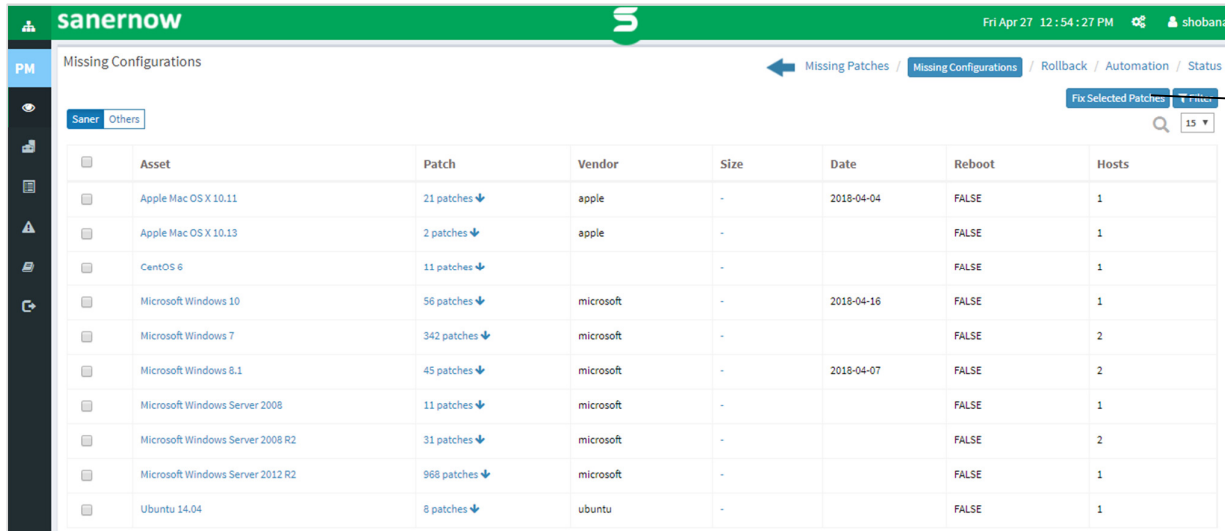 sanernow
Fri Apr 27 12:54:27 PM shobana
PM
Missing Configurations
Missing Patches / Missing Configurations / Rollback / Automation / Status
Fix Selected Patches Filter
Saner Others
15
Asset Patch Vendor Size Date Reboot Hosts
Apple Mac OS X 10.11 21 patches apple - 2018-04-04 FALSE 1
Apple Mac OS X 10.13 2 patches apple - FALSE 1
CentOS 6 11 patches - FALSE 1
Microsoft Windows 10 56 patches microsoft - 2018-04-16 FALSE 1
Microsoft Windows 7 342 patches microsoft - FALSE 2
Microsoft Windows 8.1 45 patches microsoft - 2018-04-07 FALSE 2
Microsoft Windows Server 2008 11 patches microsoft - FALSE 1
Microsoft Windows Server 2008 R2 31 patches microsoft - FALSE 2
Microsoft Windows Server 2012 R2 968 patches microsoft - FALSE 1
Ubuntu 14.04 8 patches ubuntu - FALSE 1